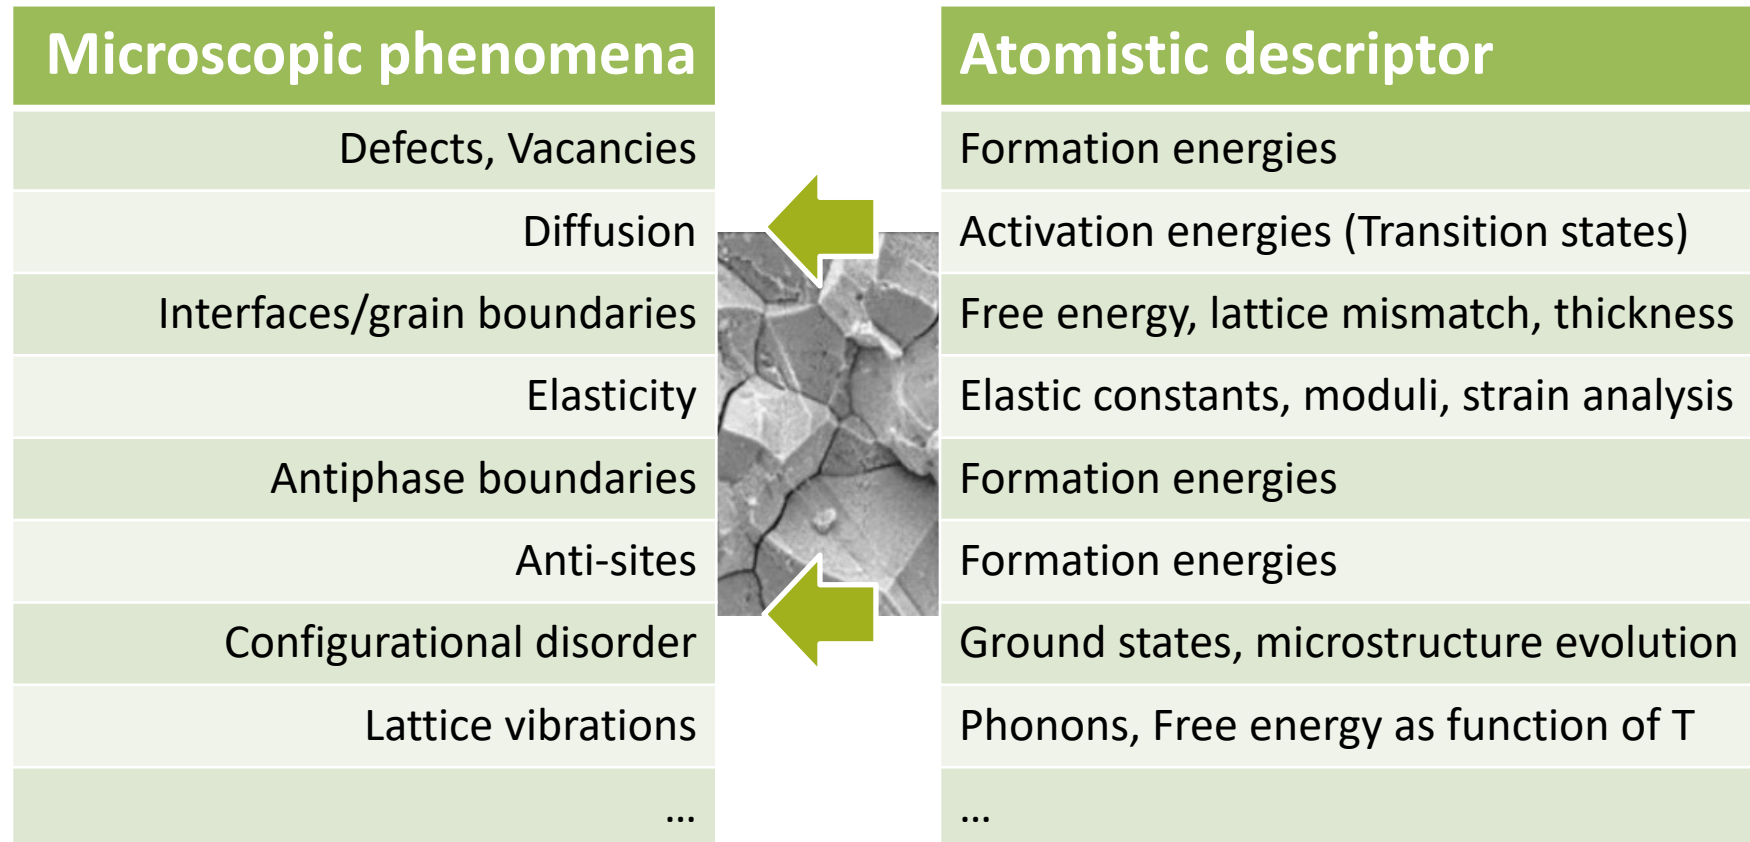 Microscopic phenomena Atomistic descriptor
Defects, Vacancies Formation energies
Diffusion Activation energies (Transition states)
Interfaces/grain boundaries Free energy, lattice mismatch, thickness
Elasticity Elastic constants, moduli, strain analysis
Antiphase boundaries Formation energies
Anti-sites Formation energies
Configurational disorder Ground states, microstructure evolution
Lattice vibrations Phonons, Free energy as function of T
... ...